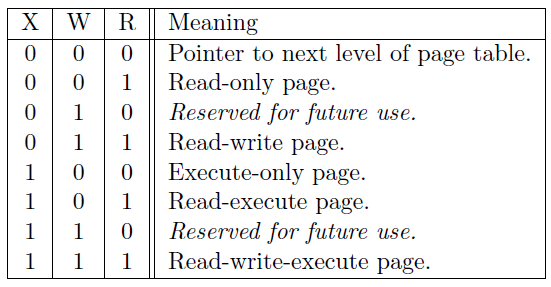 X W R Meaning
0 0 0 Pointer to next level of page table.
0 0 1 Read-only page.
0 1 0 Reserved for future use.
0 1 1 Read-write page.
1 0 0 Execute-only page.
1 0 1 Read-execute page.
1 1 0 Reserved for future use.
1 1 1 Read-write-execute page.